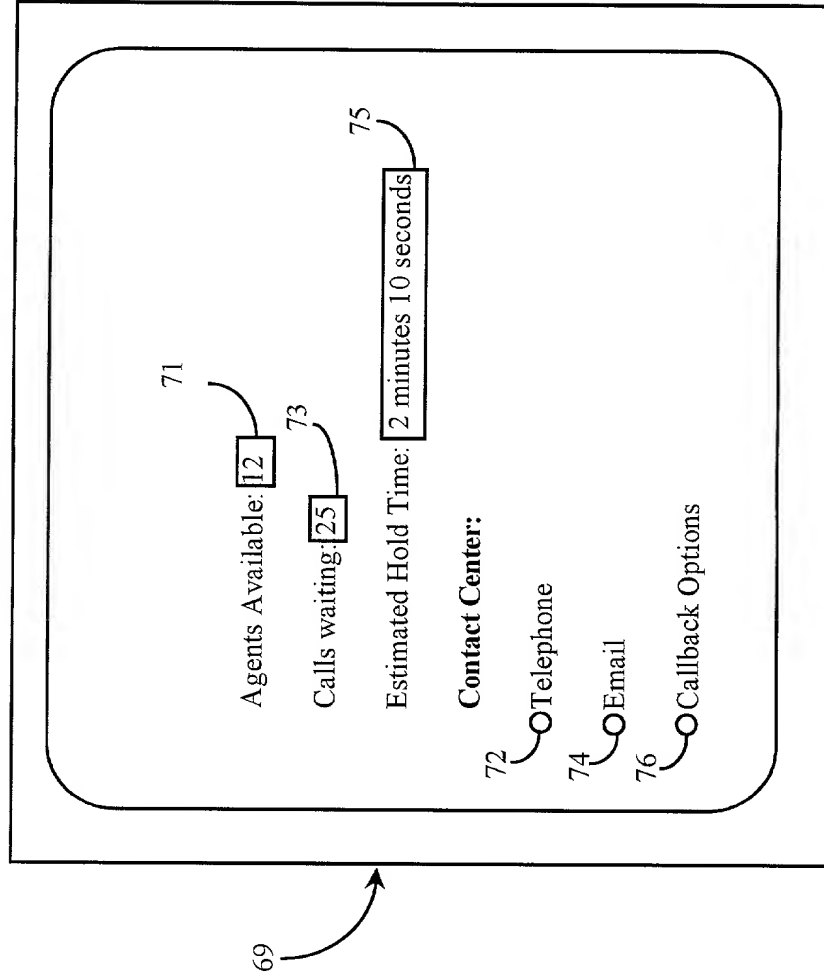 71
Agents Available: 12
73
Calls waiting: 25
75
Estimated Hold Time: 2 minutes 10 seconds
Contact Center:
72
Telephone
74
Email
76
Callback Options
69